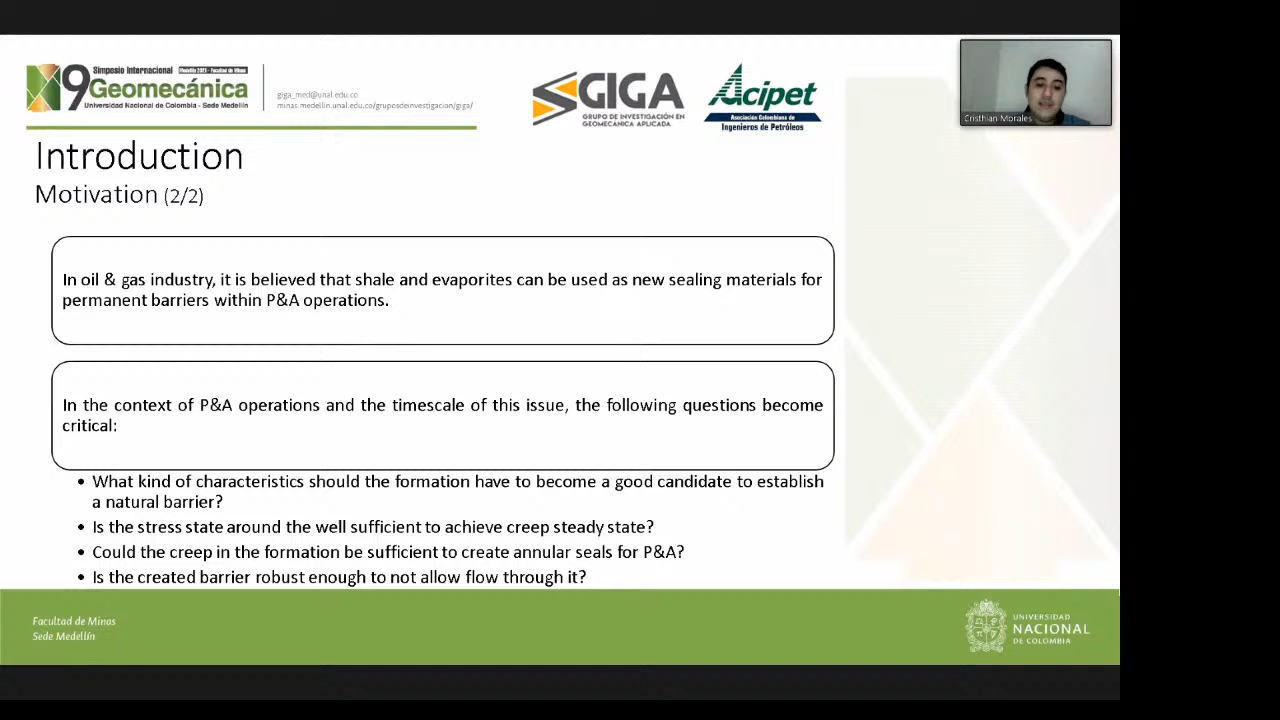 Simposio Internacional
9 Geomecánica
Universidad Nacional de Colombia - Sede Medellín
giga_med@unal.edu.co
minas.medellin.unal.edu.co/gruposdeinvestigacion/giga/
GIGA
GRUPO DE INVESTIGACIÓN EN
GEOMECÁNICA APLICADA
Acipet
Asociación Colombiana de
Ingenieros de Petróleos
Cristhian Morales
Introduction
Motivation (2/2)
In oil & gas industry, it is believed that shale and evaporites can be used as new sealing materials for
permanent barriers within P&A operations.
In the context of P&A operations and the timescale of this issue, the following questions become
critical:
• What kind of characteristics should the formation have to become a good candidate to establish
a natural barrier?
• Is the stress state around the well sufficient to achieve creep steady state?
• Could the creep in the formation be sufficient to create annular seals for P&A?
• Is the created barrier robust enough to not allow flow through it?
Facultad de Minas
Sede Medellín
UNIVERSIDAD
NACIONAL
DE COLOMBIA